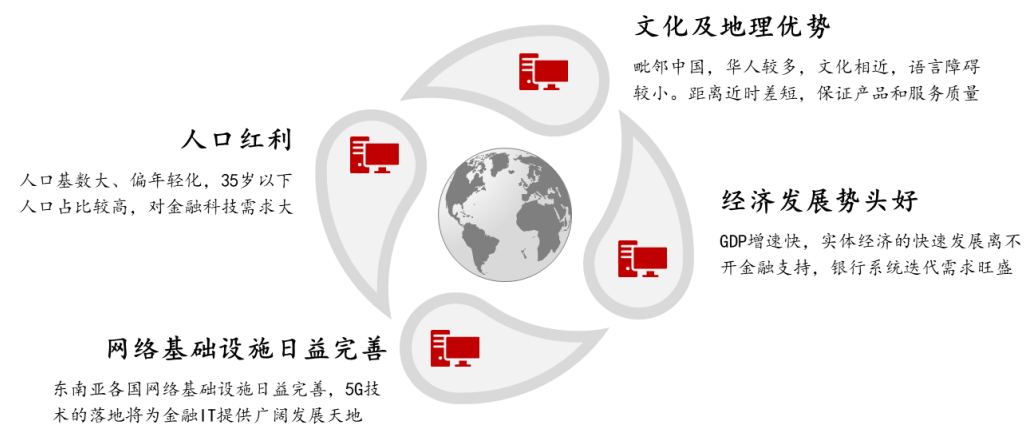 文化及地理优势
毗邻中国，华人较多，文化相近，语言障碍
较小。距离近时差短，保证产品和服务质量
人口红利
人口基数大、偏年轻化，35岁以下
人口占比较高，对金融科技需求大
经济发展势头好
GDP增速快，实体经济的快速发展离不
开金融支持，银行系统迭代需求旺盛
网络基础设施日益完善
东南亚各国网络基础设施日益完善，5G技
术的落地将为金融IT提供广阔发展天地